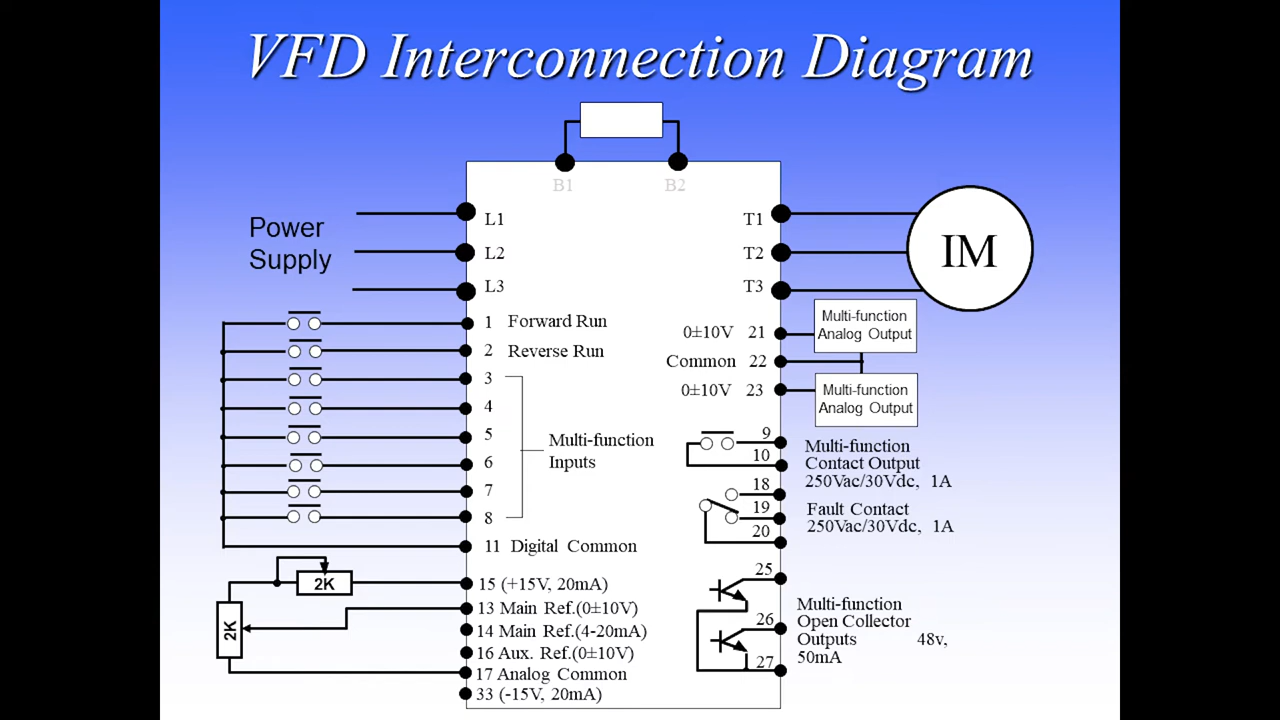 VFD Interconnection Diagram
B1
B2
Power
Supply
L1
L2
L3
T1
T2
T3
IM
1 Forward Run
2 Reverse Run
3
4
5
6
7
8
Multi-function
Inputs
11 Digital Common
2K
2K
15 (+15V, 20mA)
13 Main Ref.(0±10V)
14 Main Ref.(4-20mA)
16 Aux. Ref.(0±10V)
17 Analog Common
33 (-15V, 20mA)
0±10V 21
Common 22
0±10V 23
Multi-function
Analog Output
Multi-function
Analog Output
9
10
Multi-function
Contact Output
250Vac/30Vdc, 1A
18
19
20
Fault Contact
250Vac/30Vdc, 1A
25
26
27
Multi-function
Open Collector
Outputs 48v,
50mA